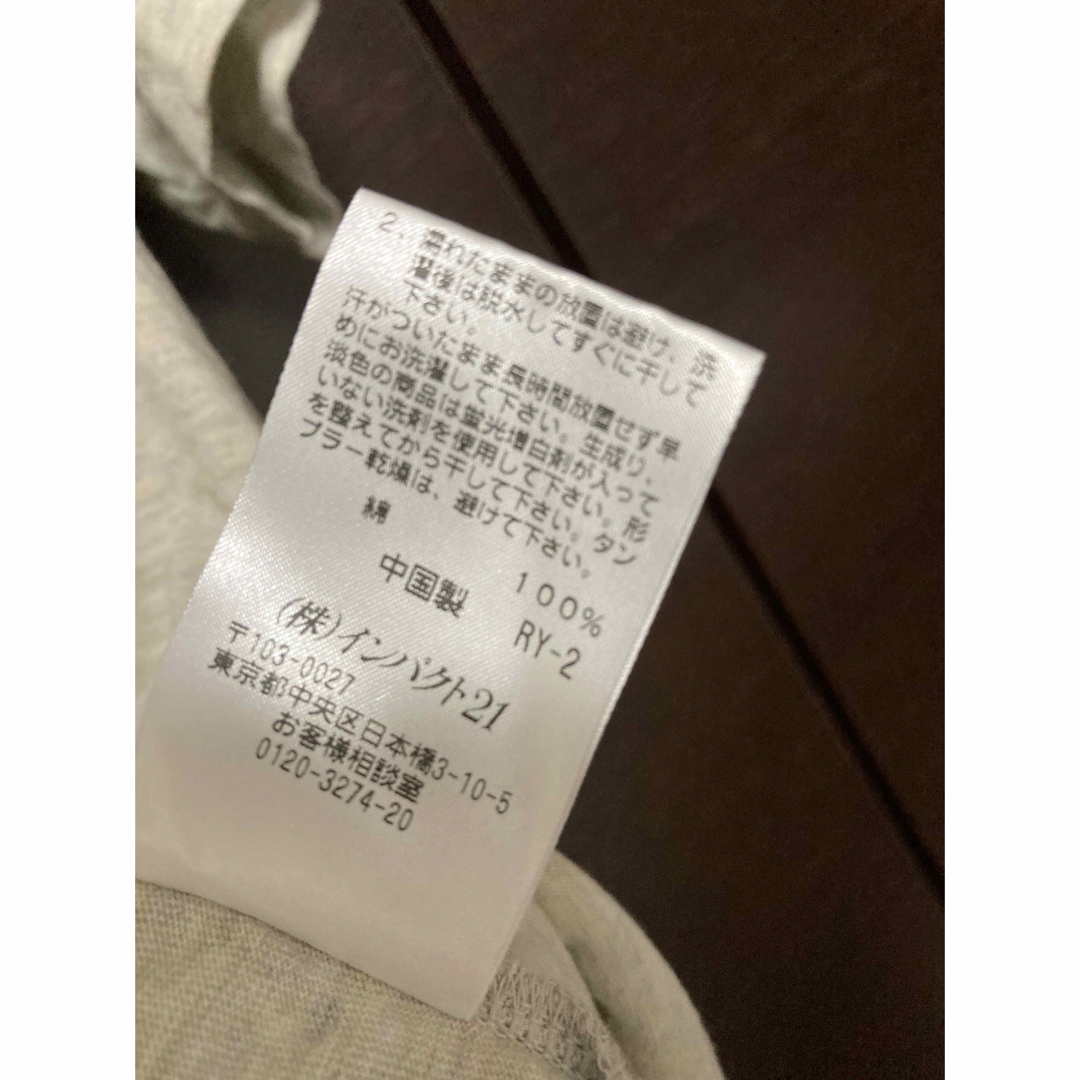 2、濡れたままの放置は避け、洗
濯後は脱水してすぐに干して
下さい。
汗がついたまま長時間放置せず早
めにお洗濯して下さい。生成り、
淡色の商品は蛍光増白剤が入って
いない洗剤を使用して下さい。形
を整えてから干して下さい。タン
ブラー乾燥は、避けて下さい。
綿 100%
中国製 RY-2
(株)インパクト21
〒103-0027
東京都中央区日本橋3-10-5
お客様相談室
0120-3274-20